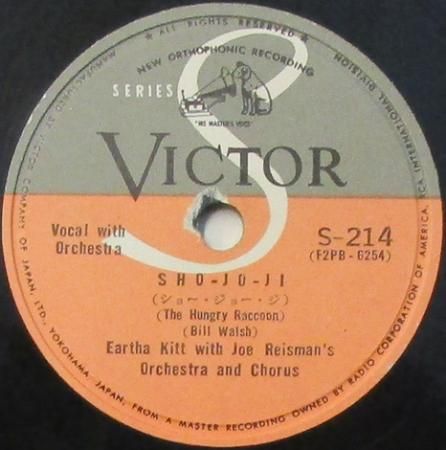 ★ ALL RIGHTS RESERVED ★
NEW ORTHOPHONIC RECORDING
SERIES S
"HIS MASTER'S VOICE"
VICTOR
Vocal with
Orchestra
S-214
(F2PB-6254)
SHO-JO-JI
(ショー・ジョー・ジ)
(The Hungry Raccoon)
(Bill Walsh)
Eartha Kitt with Joe Reisman's
Orchestra and Chorus
MANUFACTURED BY VICTOR COMPANY OF JAPAN, LTD. YOKOHAMA, JAPAN, FROM A MASTER RECORDING OWNED BY RADIO CORPORATION OF AMERICA, RCA INTERNATIONAL DIVISION